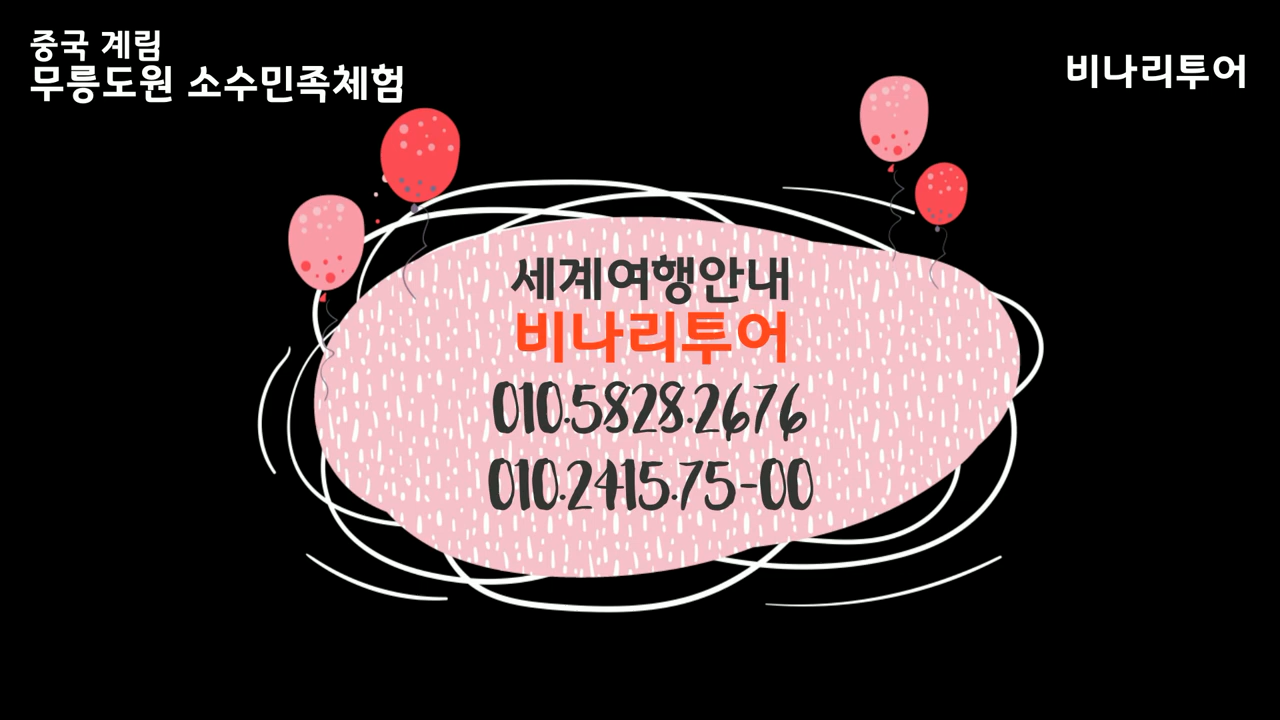 중국 계림
무릉도원 소수민족체험
비나리투어
세계여행안내
비나리투어
010.5828.2676
010.2415.75-00